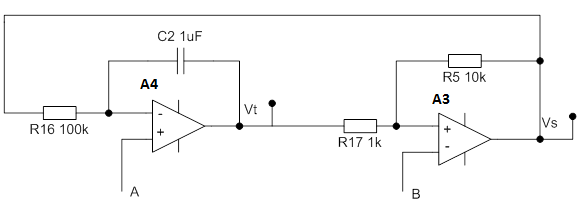 C2 1uF
A4
R5 10k
A3
-
+
Vt
R16 100k
R17 1k
+
-
Vs
A
B